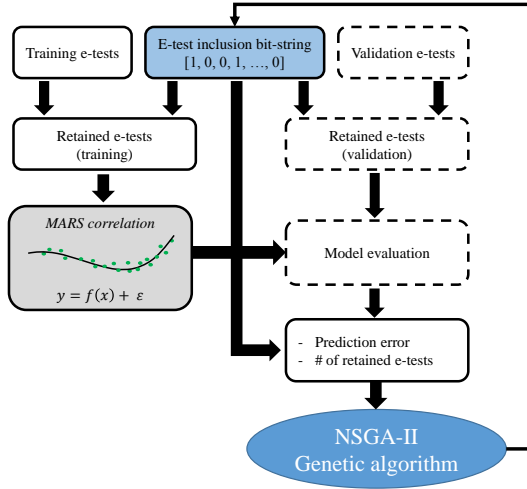 Training e-tests
E-test inclusion bit-string
[1, 0, 0, 1, …, 0]
Validation e-tests
Retained e-tests
(training)
Retained e-tests
(validation)
MARS correlation
y = f(x) + ε
Model evaluation
- Prediction error
- # of retained e-tests
NSGA-II
Genetic algorithm